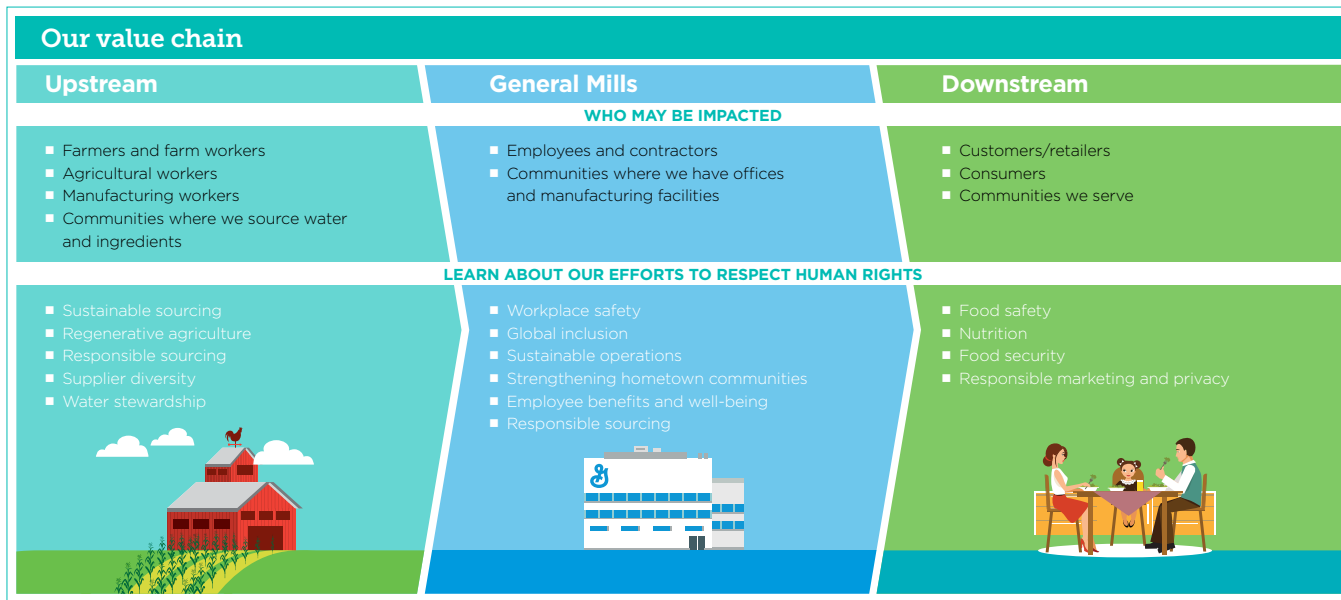 Our value chain
Upstream
General Mills
Downstream
WHO MAY BE IMPACTED
Farmers and farm workers
Agricultural workers
Manufacturing workers
Communities where we source water
and ingredients
Employees and contractors
Communities where we have offices
and manufacturing facilities
Customers/retailers
Consumers
Communities we serve
LEARN ABOUT OUR EFFORTS TO RESPECT HUMAN RIGHTS
Sustainable sourcing
Regenerative agriculture
Responsible sourcing
Supplier diversity
Water stewardship
Workplace safety
Global inclusion
Sustainable operations
Strengthening hometown communities
Employee benefits and well-being
Responsible sourcing
Food safety
Nutrition
Food security
Responsible marketing and privacy
G